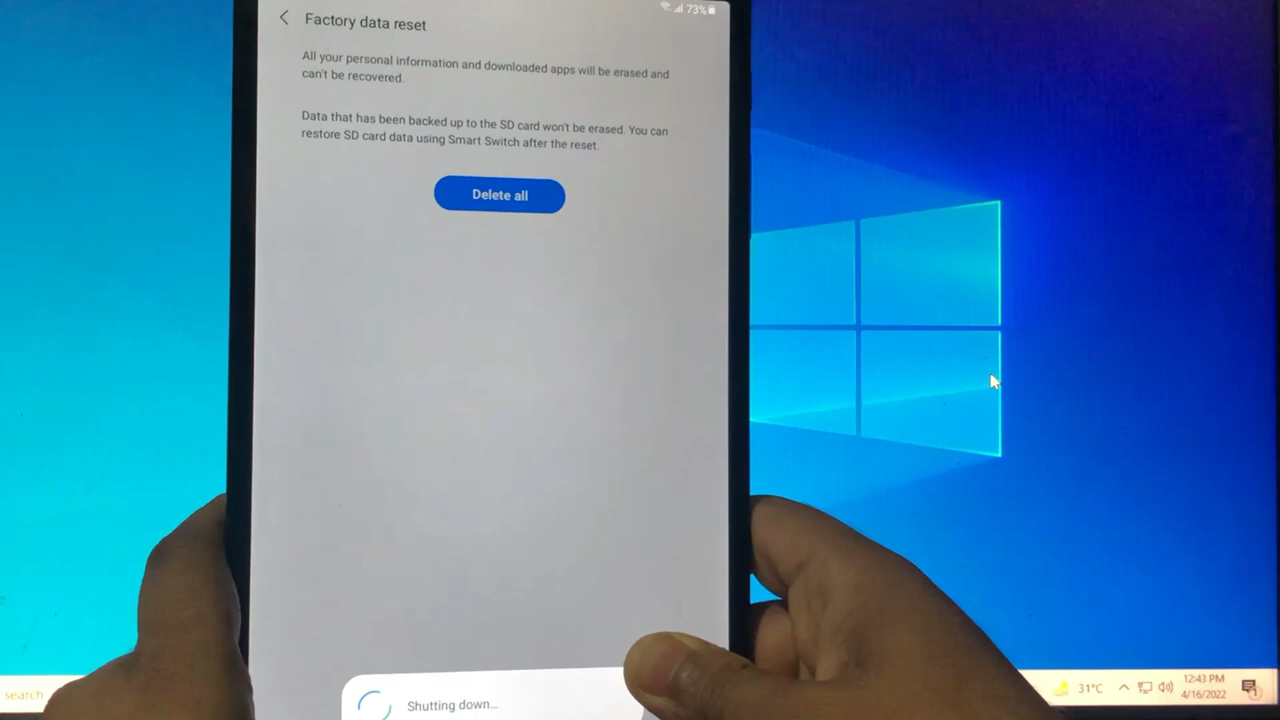 73%
Factory data reset
All your personal information and downloaded apps will be erased and
can't be recovered.
Data that has been backed up to the SD card won't be erased. You can
restore SD card data using Smart Switch after the reset.
Delete all
Shutting down...
search
31°C
12:43 PM
4/16/2022
1